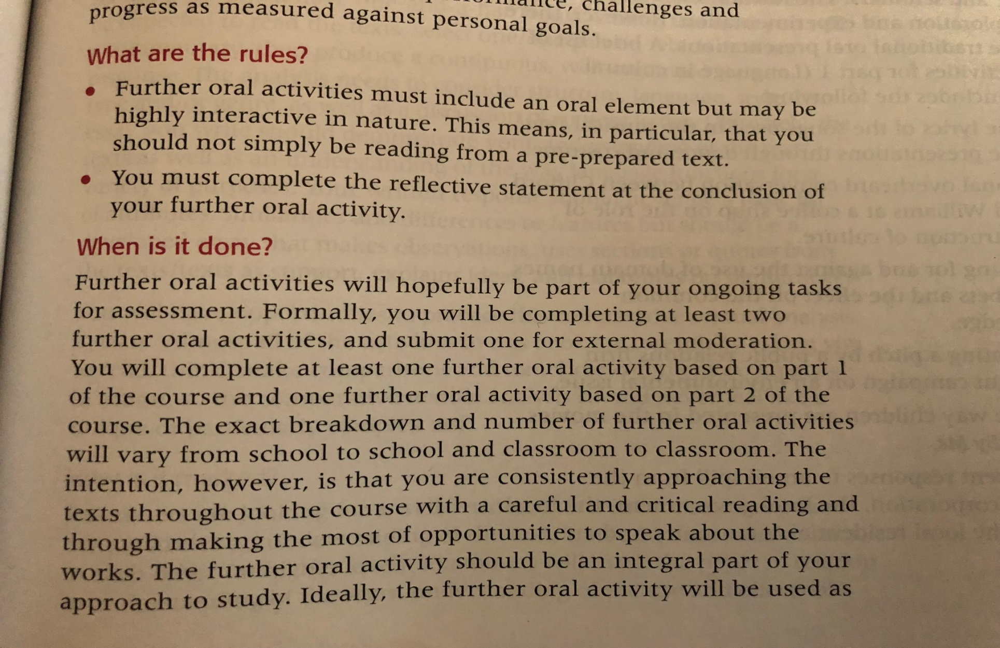 challenges and
progress as measured against personal goals.
What are the rules?
• Further oral activities must include an oral element but may be
highly interactive in nature. This means, in particular, that you
should not simply be reading from a pre-prepared text.
• You must complete the reflective statement at the conclusion of
your further oral activity.
When is it done?
Further oral activities will hopefully be part of your ongoing tasks
for assessment. Formally, you will be completing at least two
further oral activities, and submit one for external moderation.
You will complete at least one further oral activity based on part 1
of the course and one further oral activity based on part 2 of the
course. The exact breakdown and number of further oral activities
will vary from school to school and classroom to classroom. The
intention, however, is that you are consistently approaching the
texts throughout the course with a careful and critical reading and
through making the most of opportunities to speak about the
works. The further oral activity should be an integral part of your
approach to study. Ideally, the further oral activity will be used as